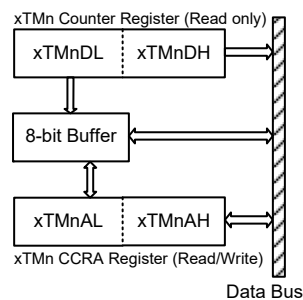 xTMn Counter Register (Read only)
xTMnDL xTMnDH
8-bit Buffer
xTMnAL xTMnAH
xTMn CCRA Register (Read/Write)
Data Bus